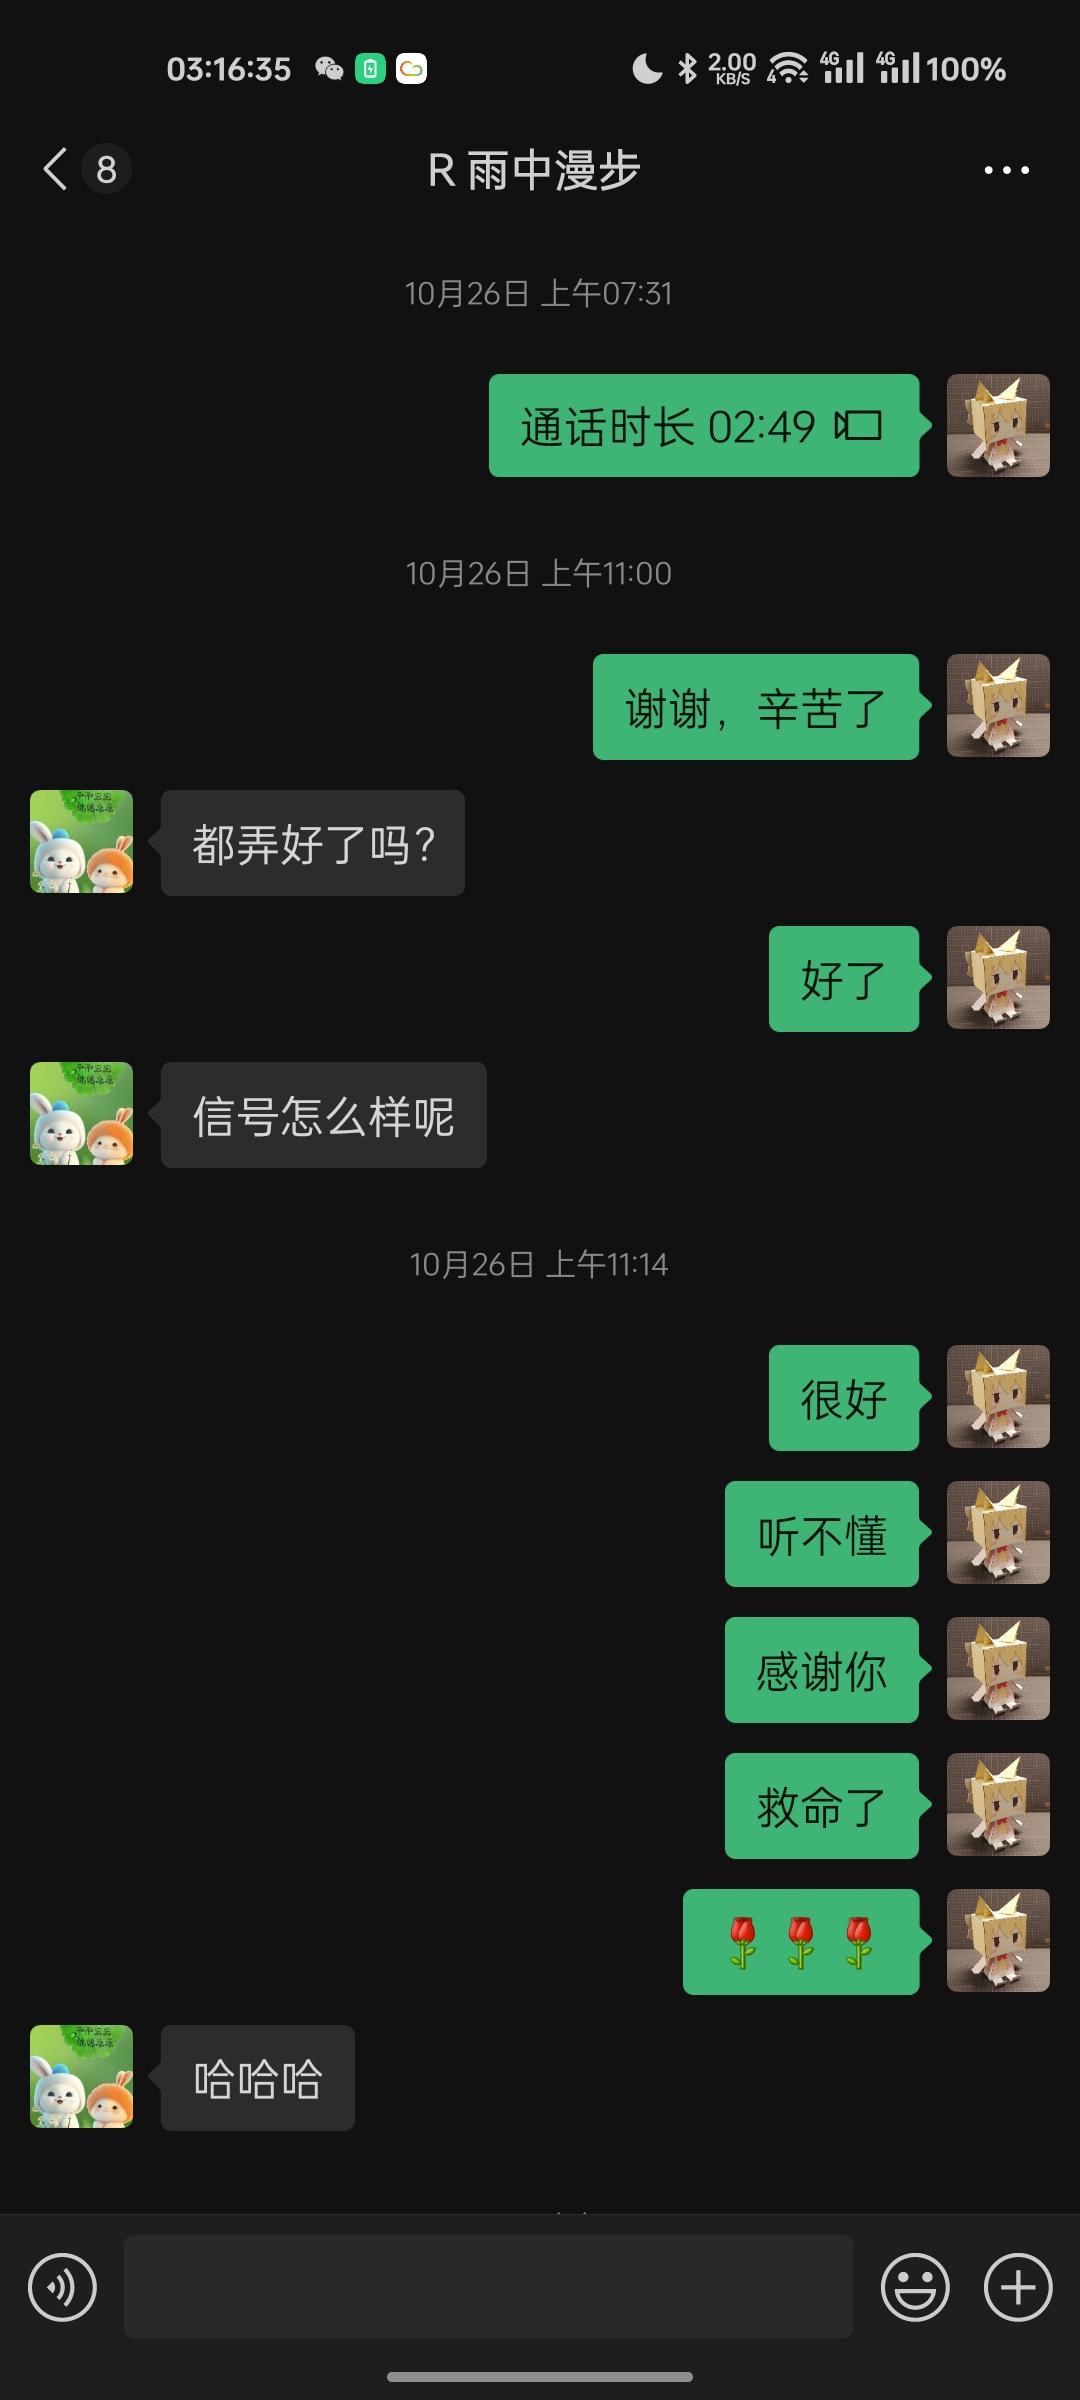 03:16:35 2.00 KB/S 4 4G 4G 100%
8 R 雨中漫步
10月26日 上午07:31
通话时长 02:49
10月26日 上午11:00
谢谢，辛苦了
都弄好了吗？
好了
信号怎么样呢
10月26日 上午11:14
很好
听不懂
感谢你
救命了
哈哈哈